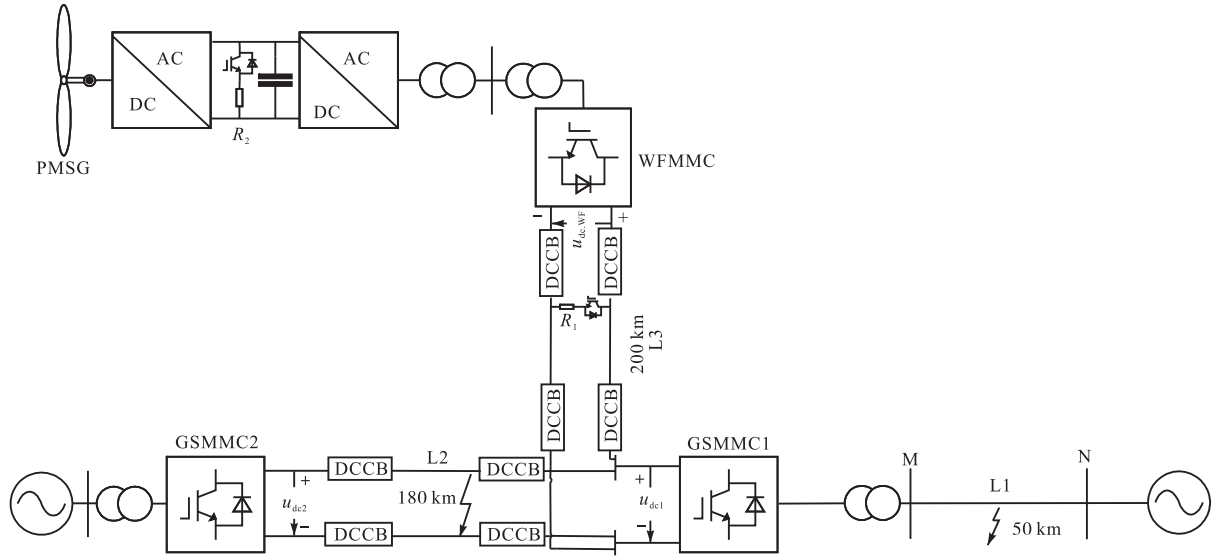 AC
DC
R₂
AC
DC
PMSG
WFMMC
-
+
u_dc.WF
DCCB
DCCB
R₁
200 km
L3
DCCB
DCCB
GSMMC2
GSMMC1
+
u_dc2
-
DCCB
L2
DCCB
180 km
DCCB
DCCB
+
u_dc1
-
M
N
L1
50 km